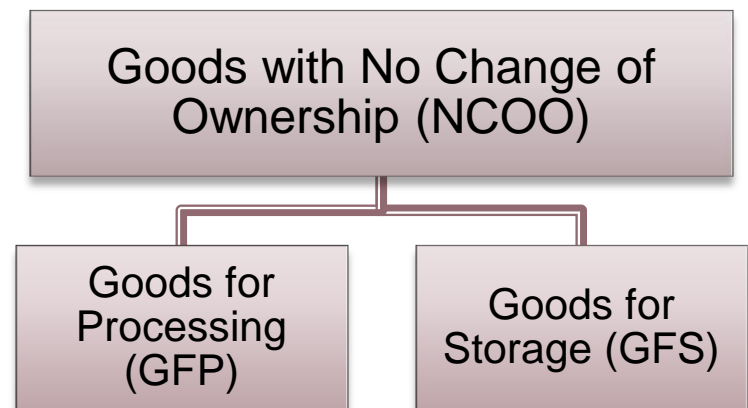 Goods with No Change of
Ownership (NCOO)
Goods for
Processing
(GFP)
Goods for
Storage (GFS)